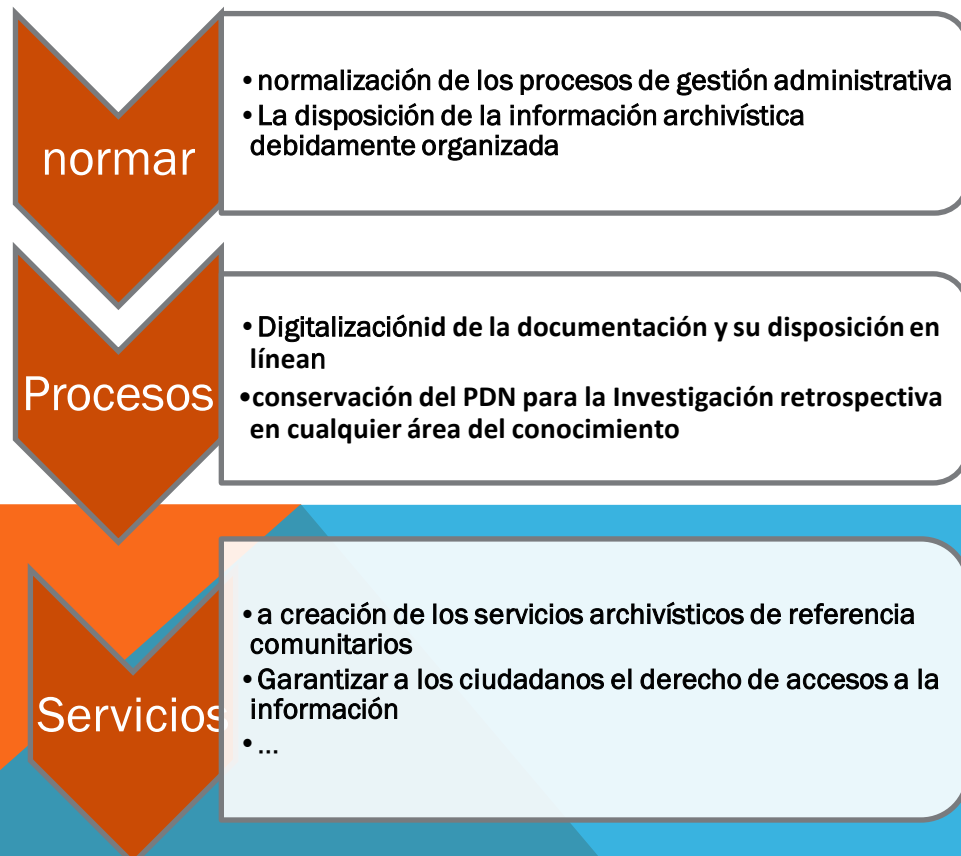 normar
•normalización de los procesos de gestión administrativa
•La disposición de la información archivística
debidamente organizada
Procesos
•Digitalizaciónid de la documentación y su disposición en
línean
•conservación del PDN para la Investigación retrospectiva
en cualquier área del conocimiento
Servicios
•a creación de los servicios archivísticos de referencia
comunitarios
•Garantizar a los ciudadanos el derecho de accesos a la
información
•...